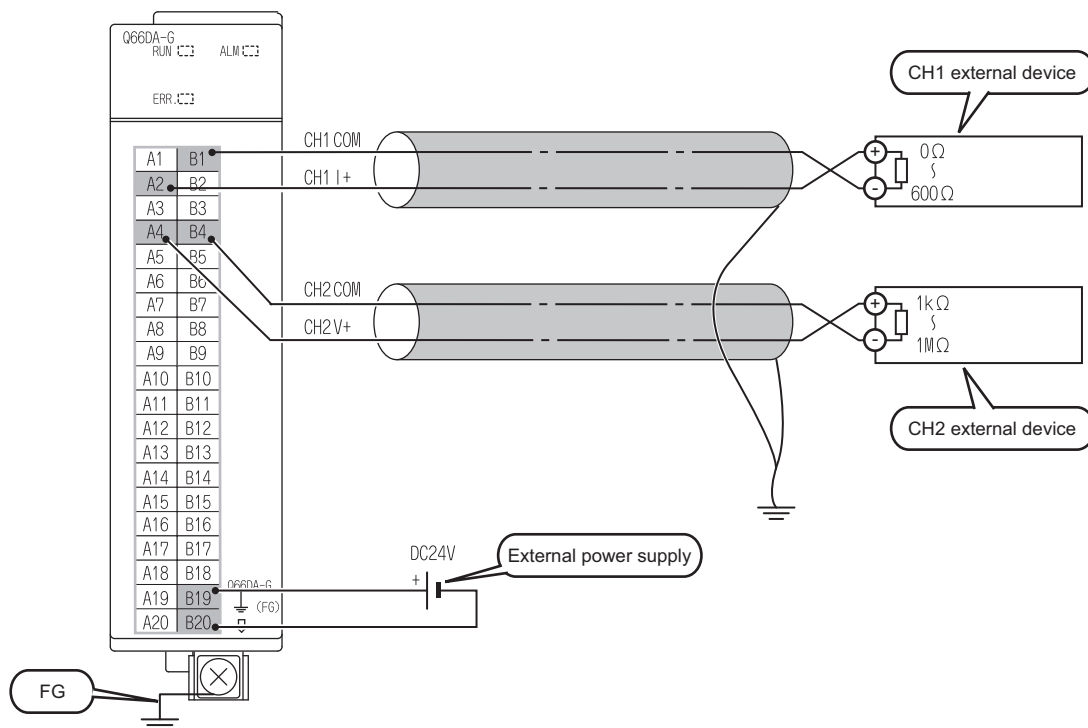 Q66DA-G
RUN ALM
ERR.
CH1 external device
CH1 COM
CH1 I+
0Ω
∫
600Ω
A1 B1
A2 B2
A3 B3
A4 B4
A5 B5
A6 B6
A7 B7
A8 B8
A9 B9
A10 B10
A11 B11
A12 B12
A13 B13
A14 B14
A15 B15
A16 B16
A17 B17
A18 B18
A19 B19
A20 B20
CH2 COM
CH2 V+
1kΩ
∫
1MΩ
CH2 external device
DC24V
+
External power supply
Q66DA-G
(FG)
FG